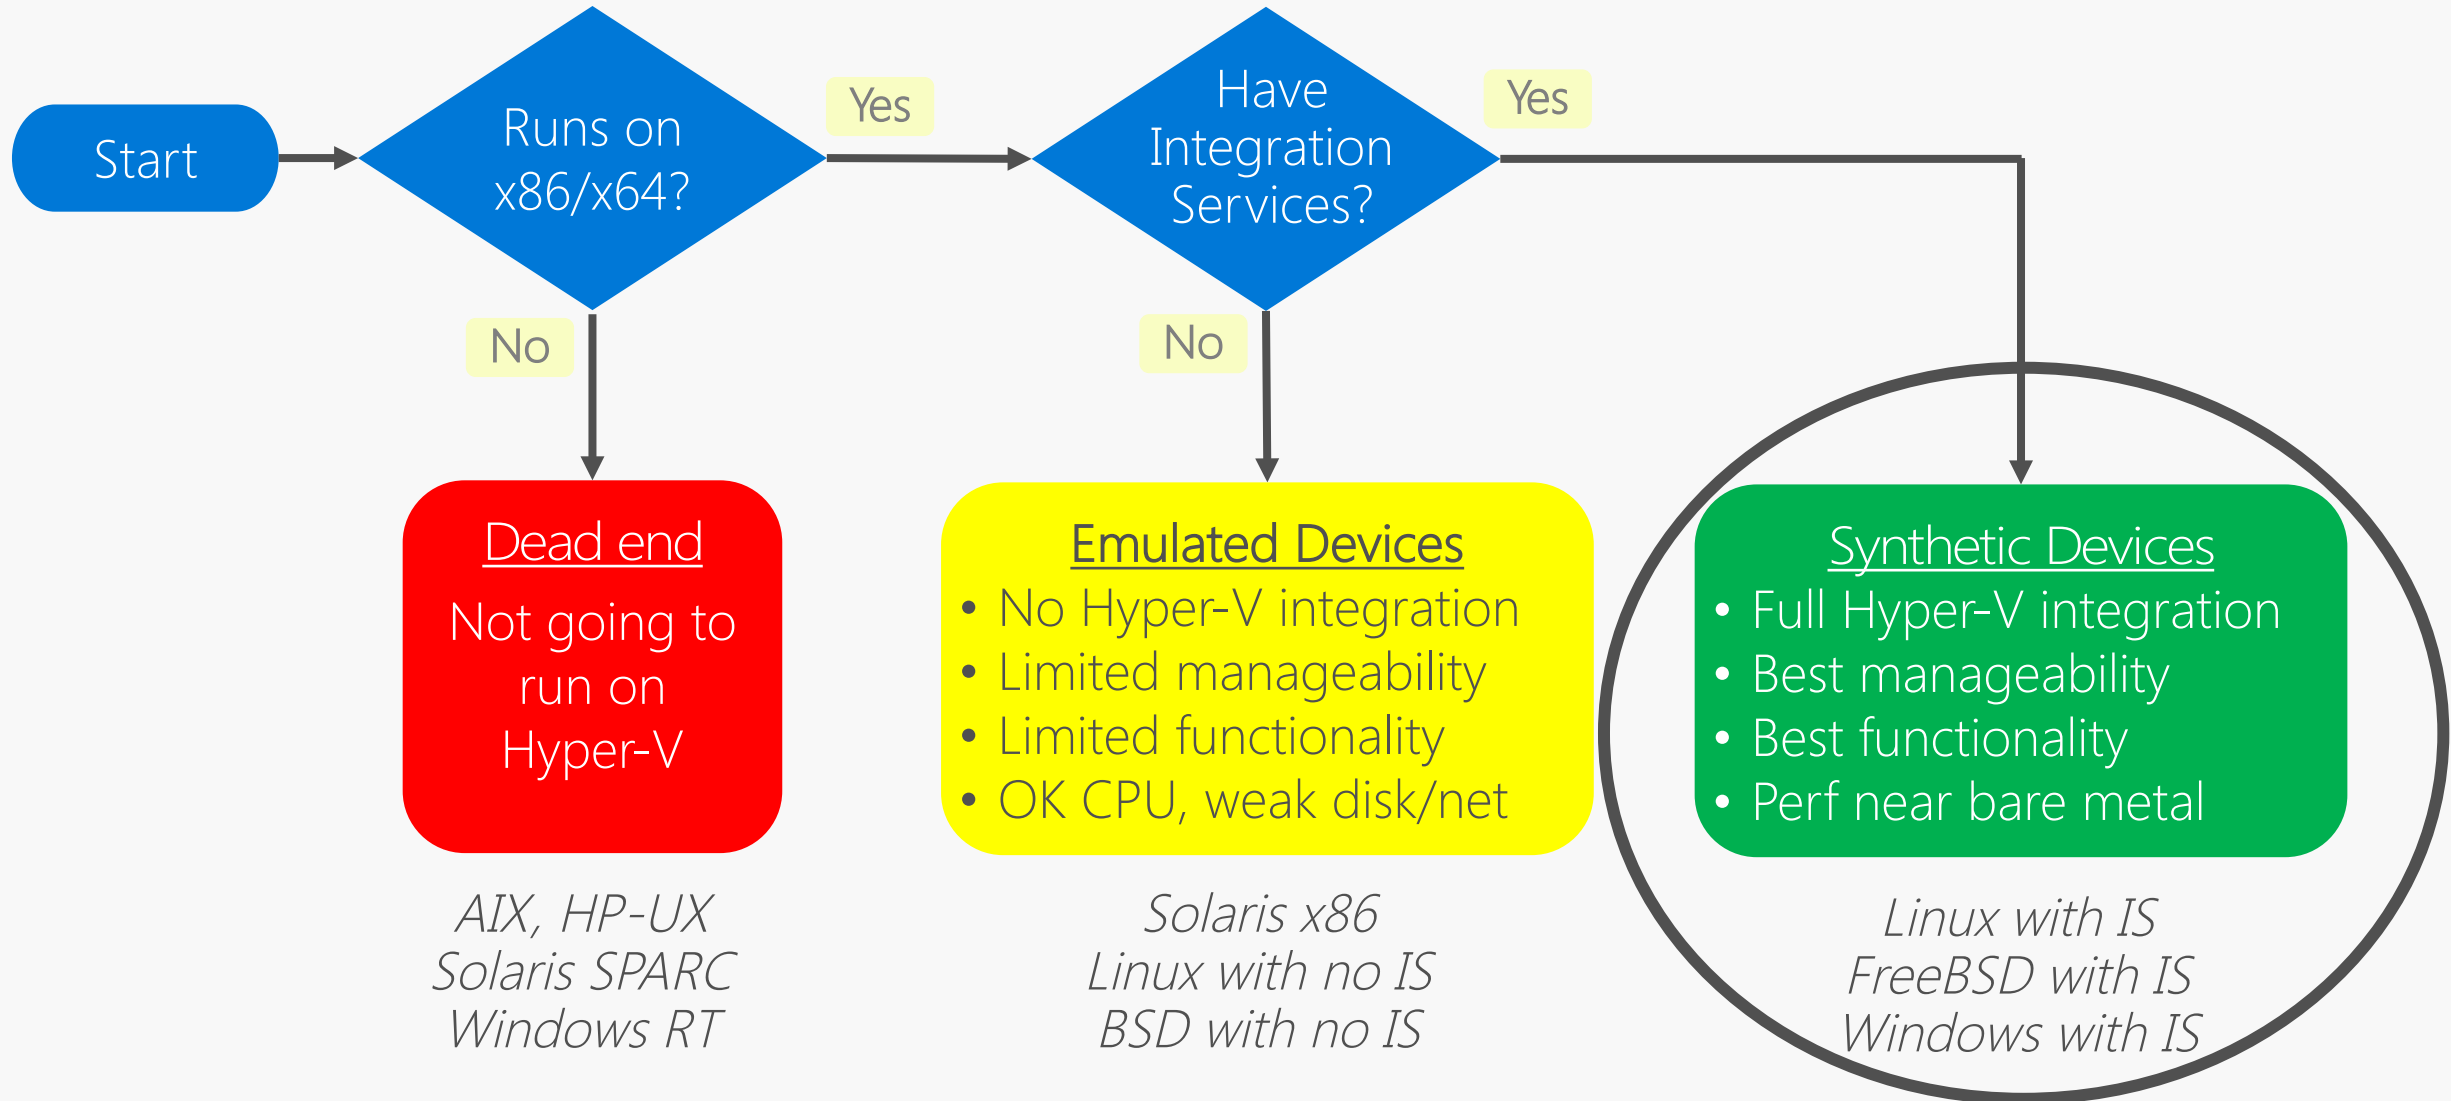 Start
Runs on
x86/x64?
Yes
Have
Integration
Services?
Yes
No
No
Dead end
Not going to
run on
Hyper-V
AIX, HP-UX
Solaris SPARC
Windows RT
Emulated Devices
• No Hyper-V integration
• Limited manageability
• Limited functionality
• OK CPU, weak disk/net
Solaris x86
Linux with no IS
BSD with no IS
Synthetic Devices
• Full Hyper-V integration
• Best manageability
• Best functionality
• Perf near bare metal
Linux with IS
FreeBSD with IS
Windows with IS